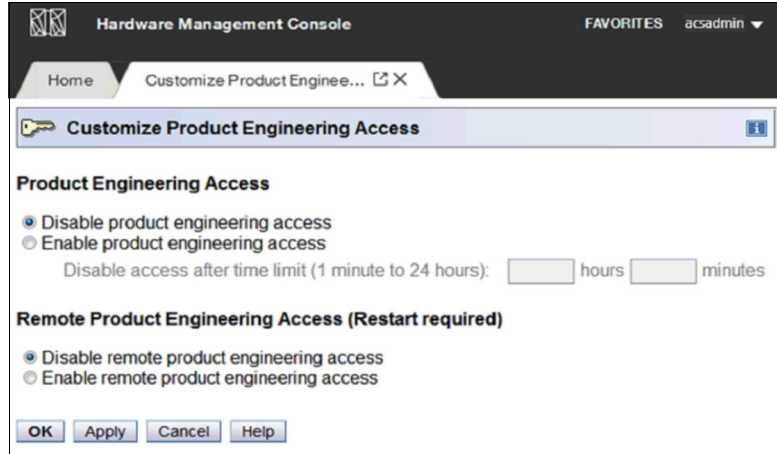 Hardware Management Console FAVORITES acsadmin
Home Customize Product Enginee...
Customize Product Engineering Access
Product Engineering Access
Disable product engineering access
Enable product engineering access
Disable access after time limit (1 minute to 24 hours): hours minutes
Remote Product Engineering Access (Restart required)
Disable remote product engineering access
Enable remote product engineering access
OK Apply Cancel Help